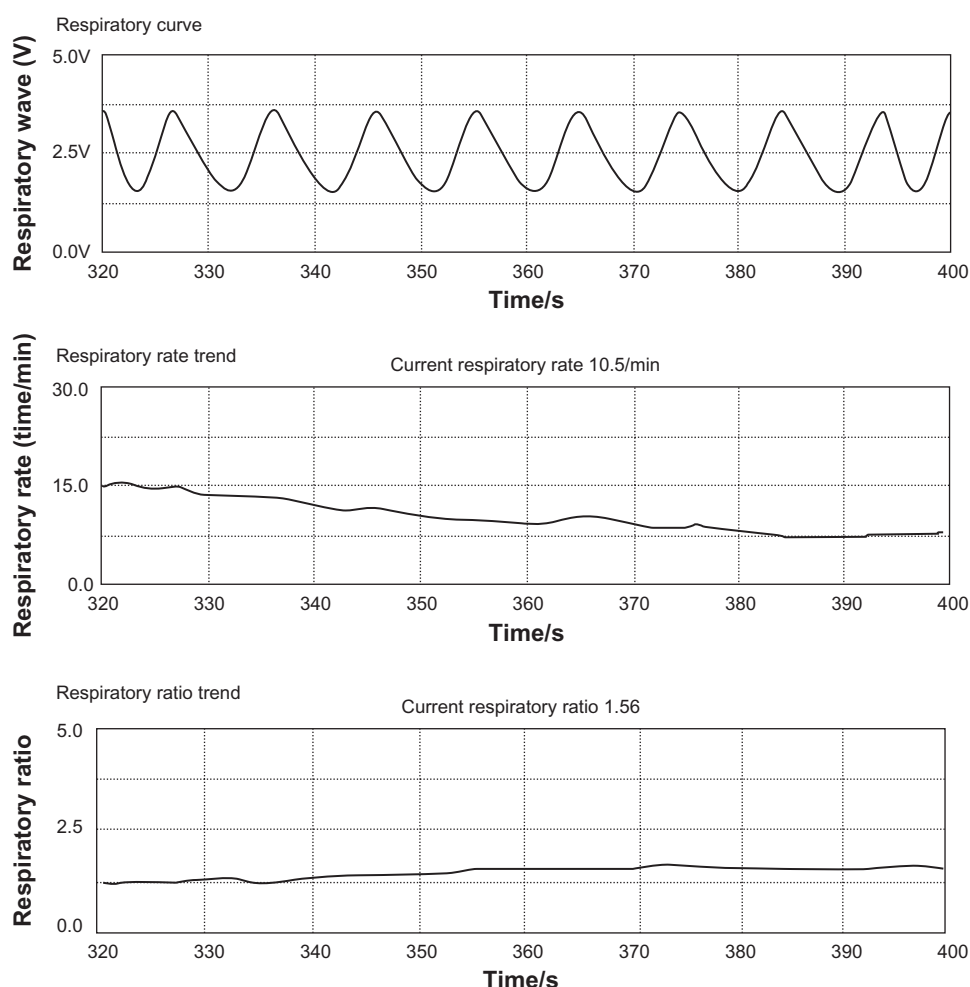 Respiratory curve
Respiratory wave (V)
5.0V
2.5V
0.0V
320 330 340 350 360 370 380 390 400
Time/s
Respiratory rate trend
Current respiratory rate 10.5/min
Respiratory rate (time/min)
30.0
15.0
0.0
320 330 340 350 360 370 380 390 400
Time/s
Respiratory ratio trend
Current respiratory ratio 1.56
Respiratory ratio
5.0
2.5
0.0
320 330 340 350 360 370 380 390 400
Time/s